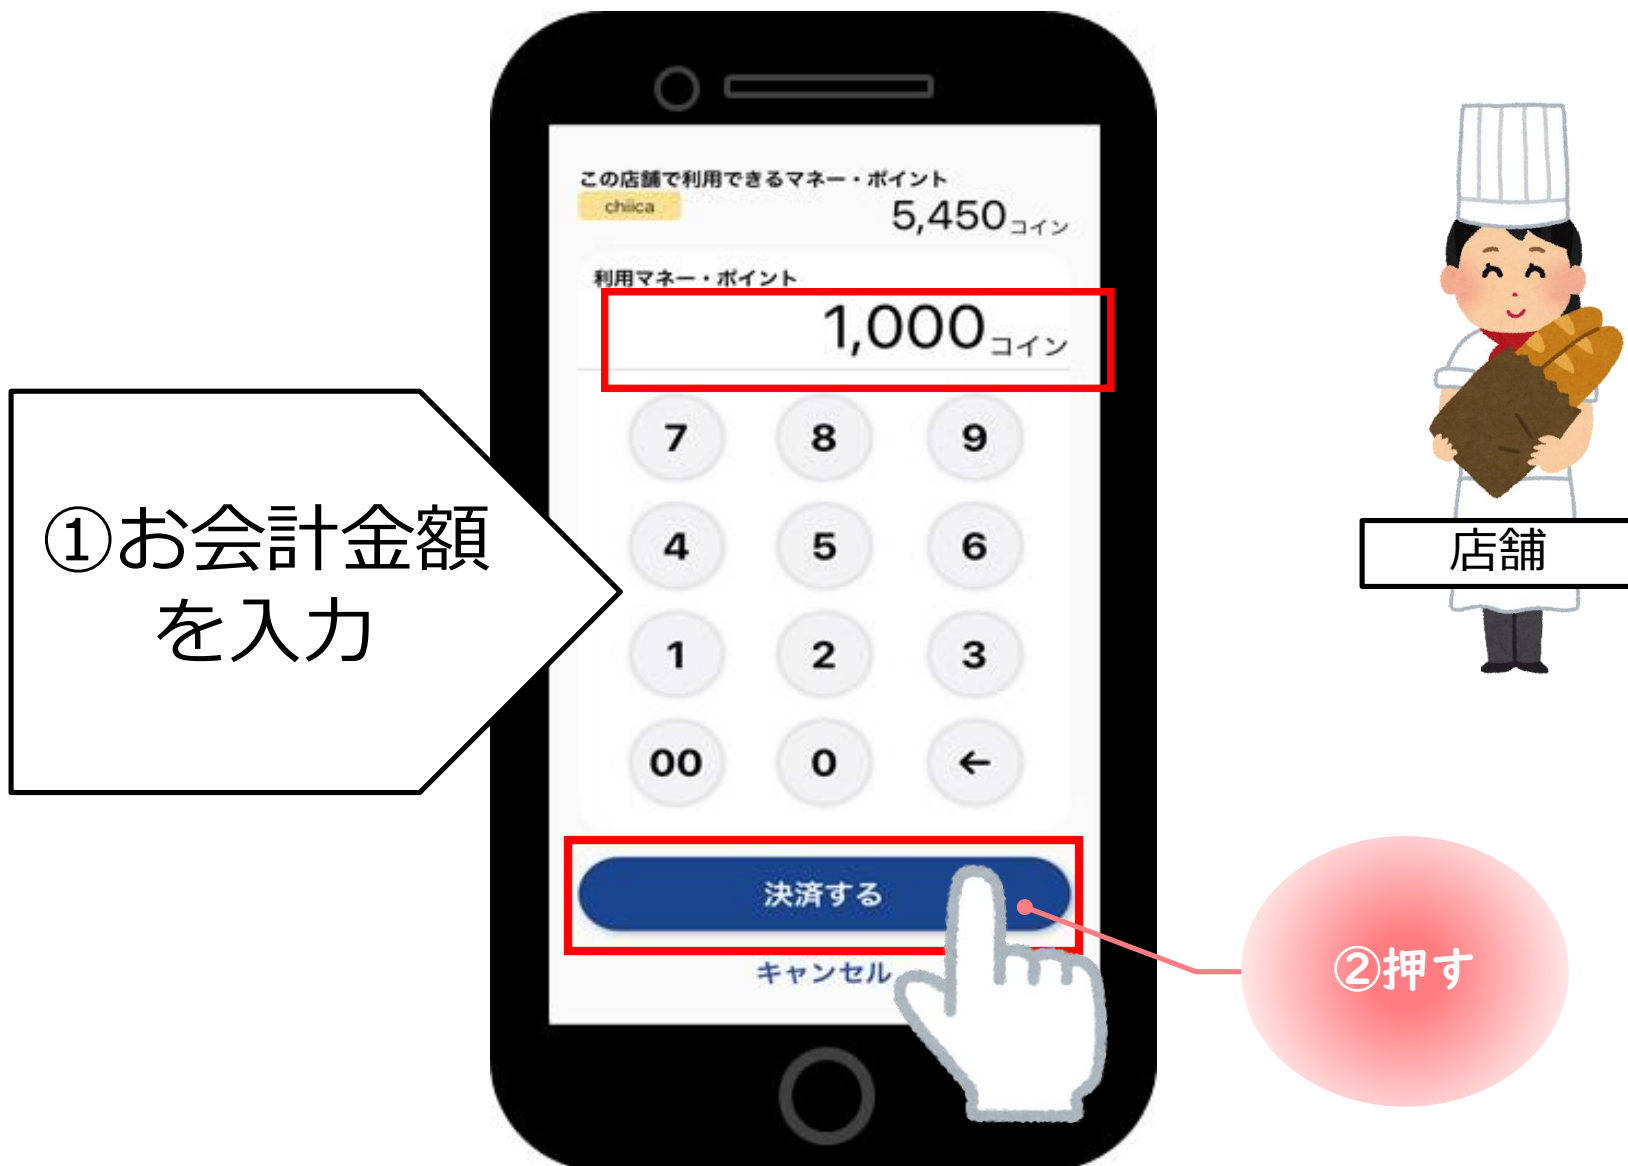 この店舗で利用できるマネー・ポイント
chiica
5,450コイン
利用マネー・ポイント
1,000コイン
7 8 9
4 5 6
1 2 3
00 0 ←
決済する
キャンセル
①お会計金額
を入力
店舗
②押す